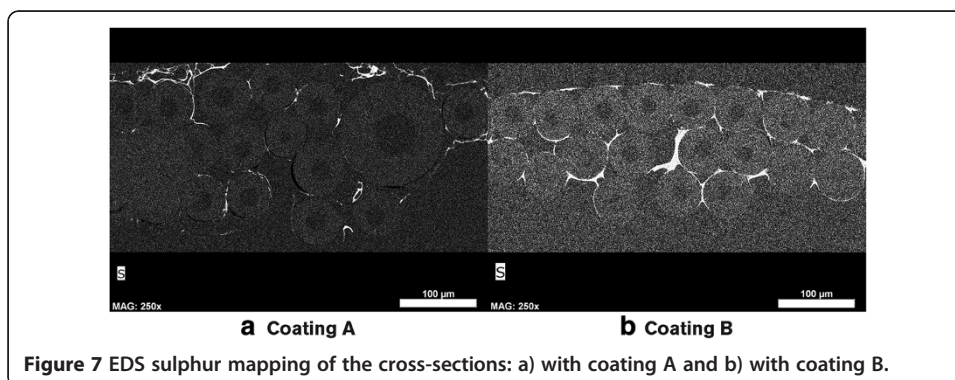 S
MAG: 250x
100 µm
S
MAG: 250x
100 µm
a Coating A
b Coating B
Figure 7 EDS sulphur mapping of the cross-sections: a) with coating A and b) with coating B.